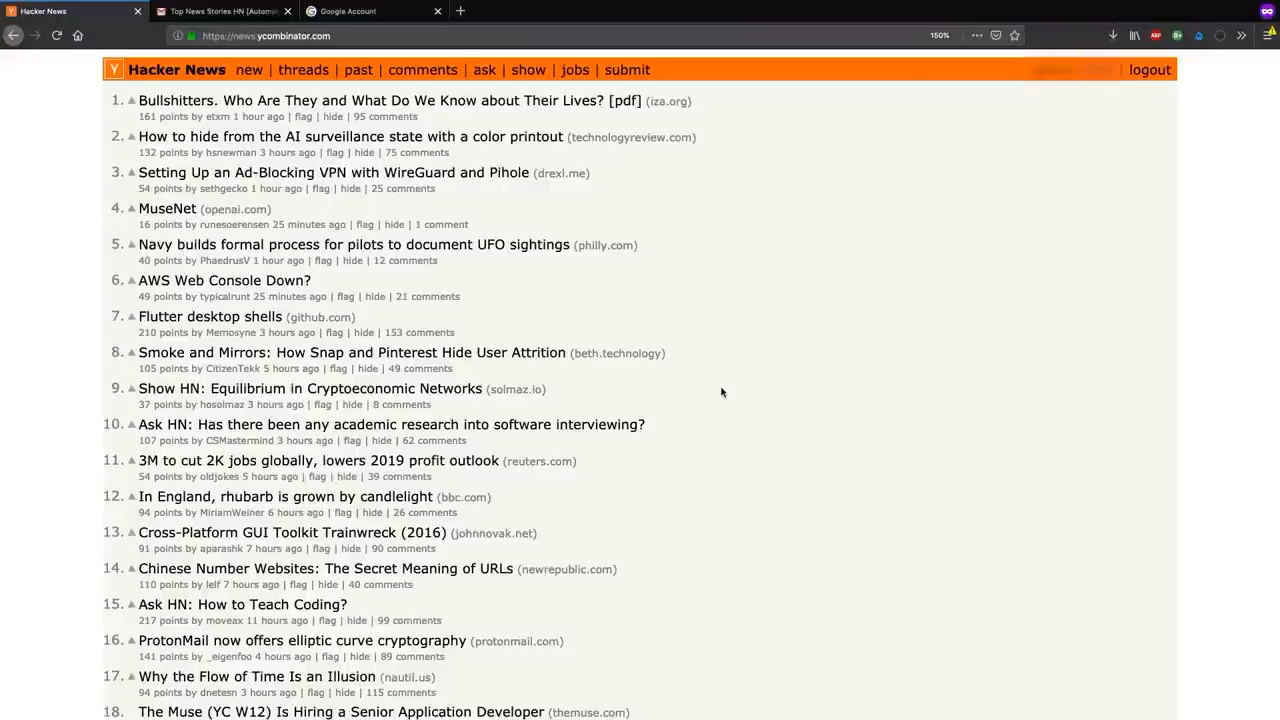 Hacker News
Top News Stories HN [Automa
Google Account
https://news.ycombinator.com
150%
Y Hacker News new | threads | past | comments | ask | show | jobs | submit
| logout
1. Bullshitters. Who Are They and What Do We Know about Their Lives? [pdf] (iza.org)
161 points by etxm 1 hour ago | flag | hide | 95 comments
2. How to hide from the AI surveillance state with a color printout (technologyreview.com)
132 points by hsnewman 3 hours ago | flag | hide | 75 comments
3. Setting Up an Ad-Blocking VPN with WireGuard and Pihole (drexl.me)
54 points by sethgecko 1 hour ago | flag | hide | 25 comments
4. MuseNet (openai.com)
16 points by runesoerensen 25 minutes ago | flag | hide | 1 comment
5. Navy builds formal process for pilots to document UFO sightings (philly.com)
40 points by PhaedrusV 1 hour ago | flag | hide | 12 comments
6. AWS Web Console Down?
49 points by typicalrunt 25 minutes ago | flag | hide | 21 comments
7. Flutter desktop shells (github.com)
210 points by Memosyne 3 hours ago | flag | hide | 153 comments
8. Smoke and Mirrors: How Snap and Pinterest Hide User Attrition (beth.technology)
105 points by CitizenTekk 5 hours ago | flag | hide | 49 comments
9. Show HN: Equilibrium in Cryptoeconomic Networks (solmaz.io)
37 points by hosolmaz 3 hours ago | flag | hide | 8 comments
10. Ask HN: Has there been any academic research into software interviewing?
107 points by CSMastermind 3 hours ago | flag | hide | 62 comments
11. 3M to cut 2K jobs globally, lowers 2019 profit outlook (reuters.com)
54 points by oldjokes 5 hours ago | flag | hide | 39 comments
12. In England, rhubarb is grown by candlelight (bbc.com)
94 points by MiriamWeiner 6 hours ago | flag | hide | 26 comments
13. Cross-Platform GUI Toolkit Trainwreck (2016) (johnnovak.net)
91 points by aparashk 7 hours ago | flag | hide | 90 comments
14. Chinese Number Websites: The Secret Meaning of URLs (newrepublic.com)
110 points by lelf 7 hours ago | flag | hide | 40 comments
15. Ask HN: How to Teach Coding?
217 points by moveax 11 hours ago | flag | hide | 99 comments
16. ProtonMail now offers elliptic curve cryptography (protonmail.com)
141 points by _eigenfoo 4 hours ago | flag | hide | 89 comments
17. Why the Flow of Time Is an Illusion (nautil.us)
94 points by dnetesn 3 hours ago | flag | hide | 115 comments
18. The Muse (YC W12) Is Hiring a Senior Application Developer (themuse.com)